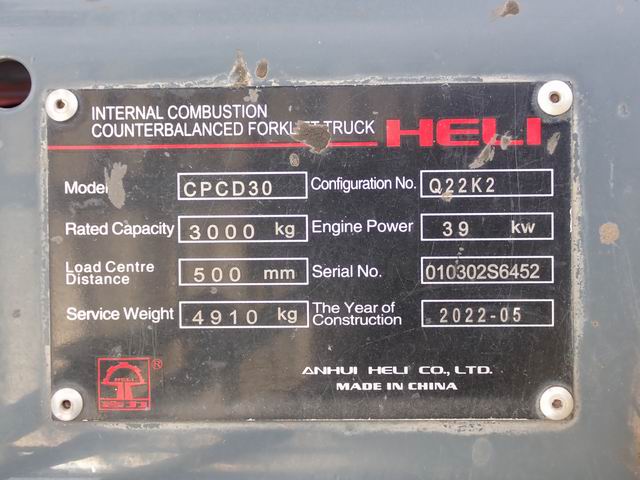 INTERNAL COMBUSTION
COUNTERBALANCED FORKLIFT TRUCK HELI
Model CPCD30 Configuration No. Q22K2
Rated Capacity 3000 kg Engine Power 39 kw
Load Centre Distance 500 mm Serial No. 010302S6452
Service Weight 4910 kg The Year of Construction 2022-05
®
ANHUI HELI CO., LTD.
MADE IN CHINA